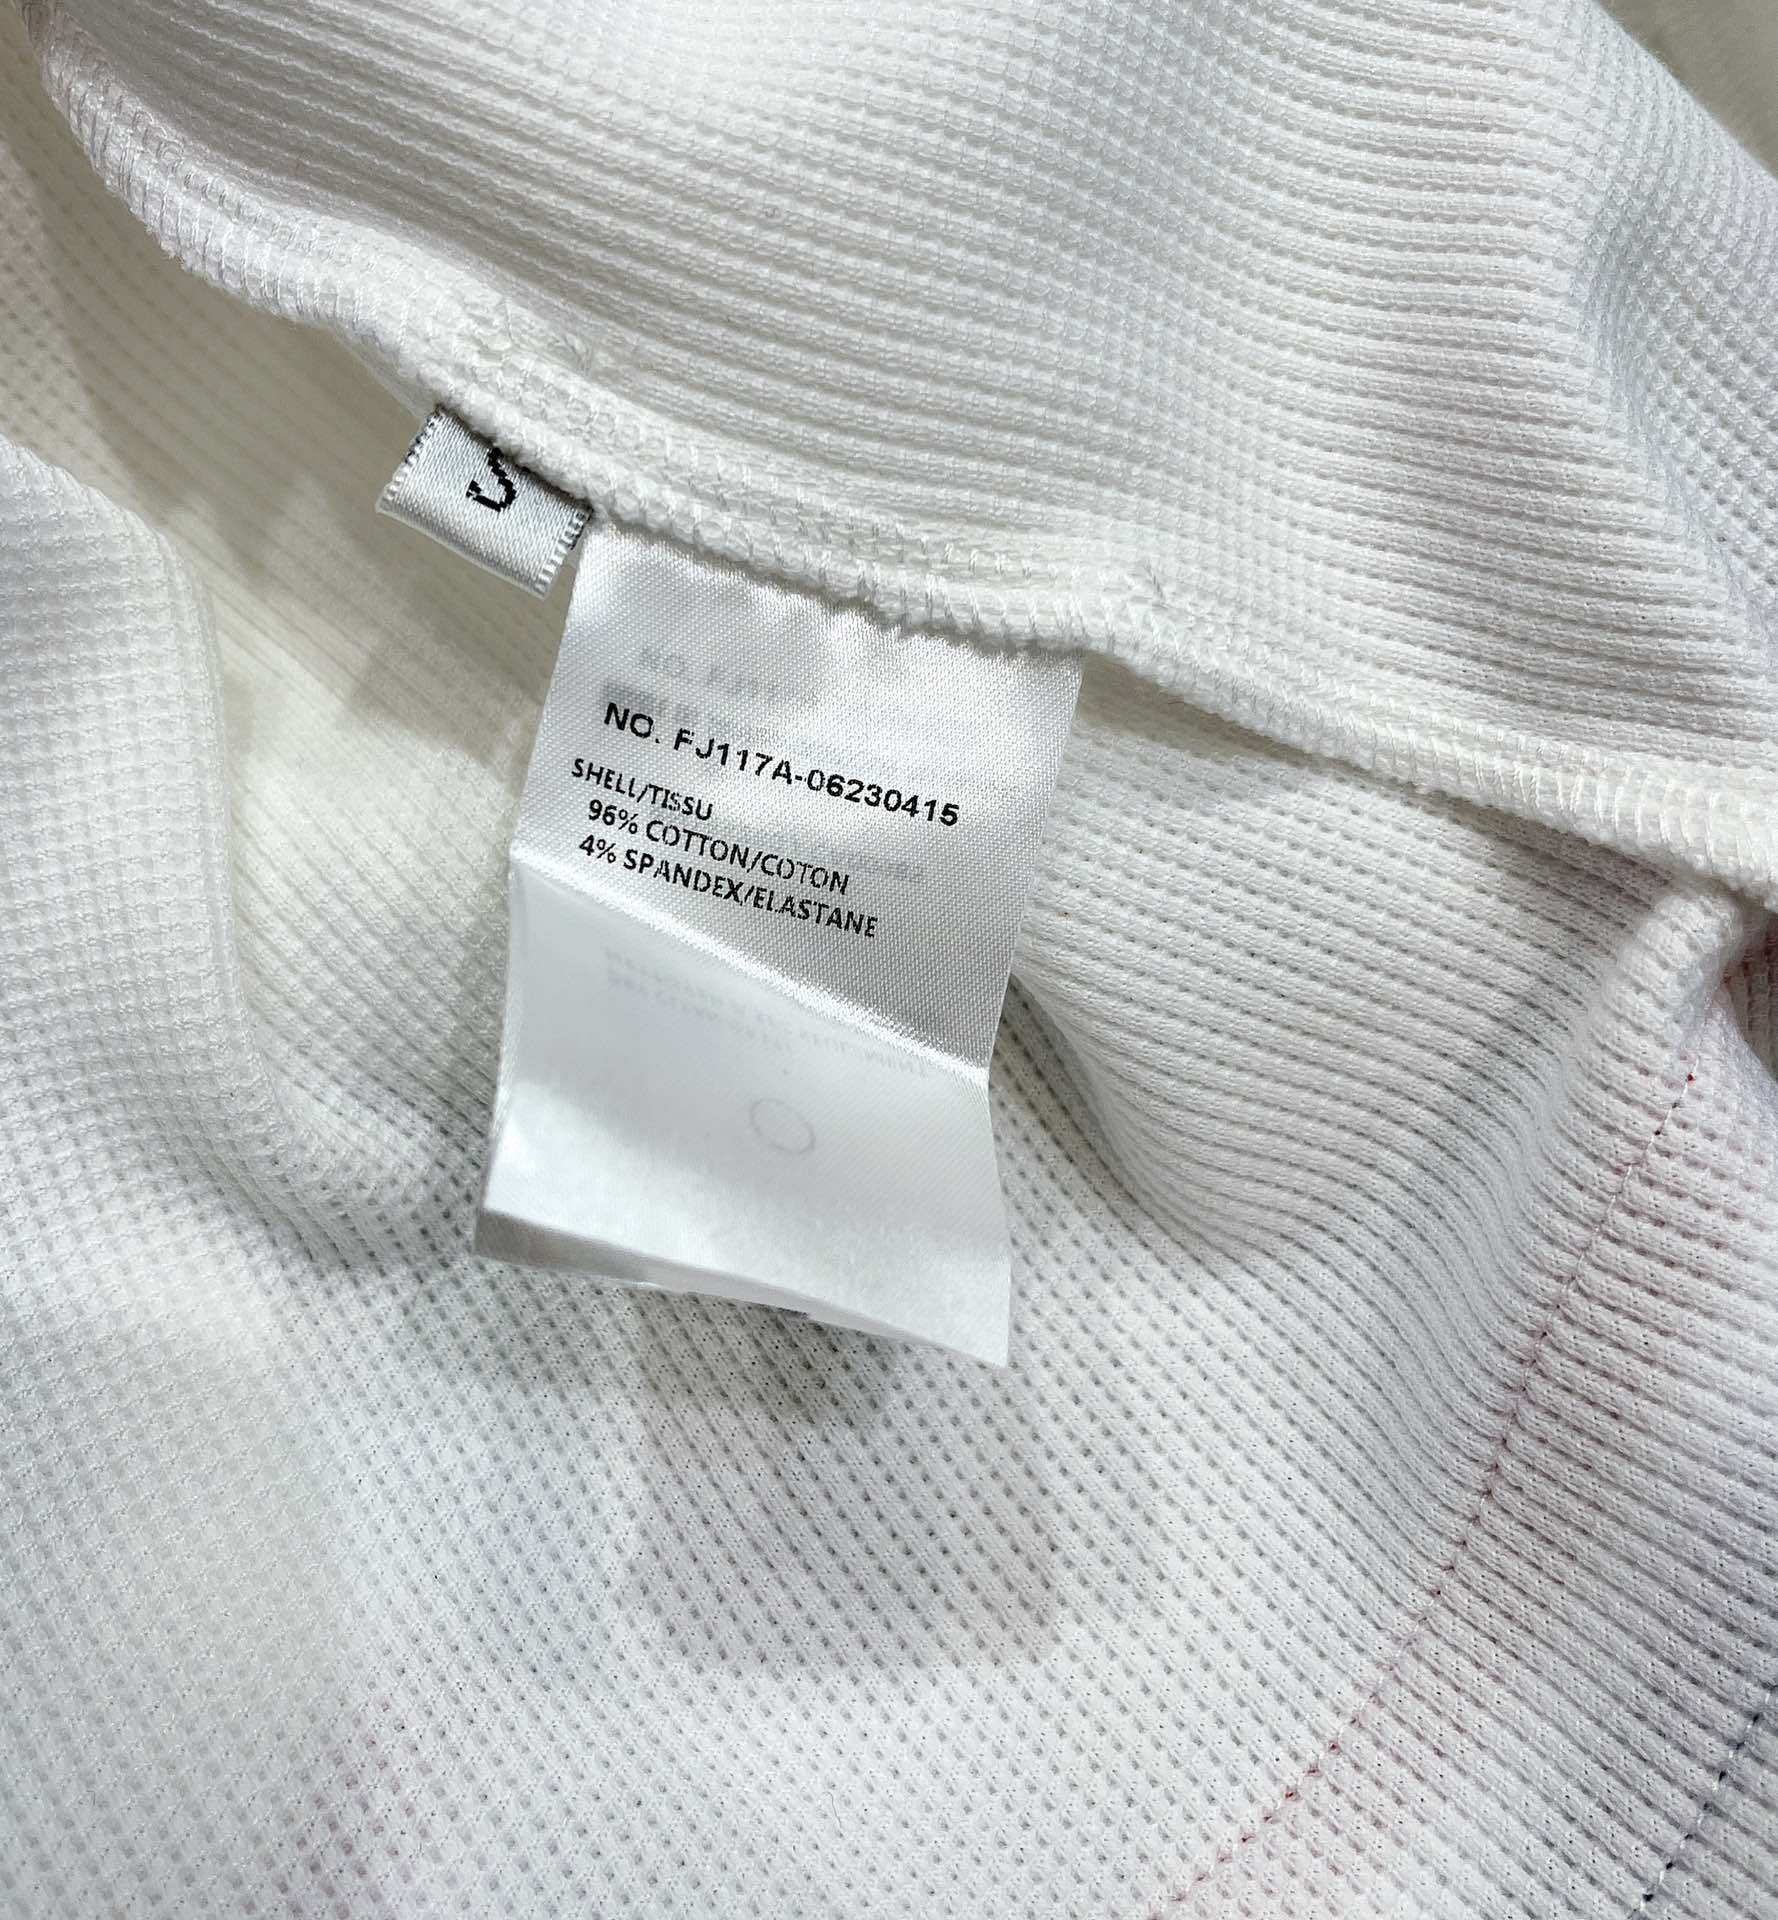 S
NO. FJ117A-06230415
SHELL/TISSU
96% COTTON/COTON
4% SPANDEX/ELASTANE